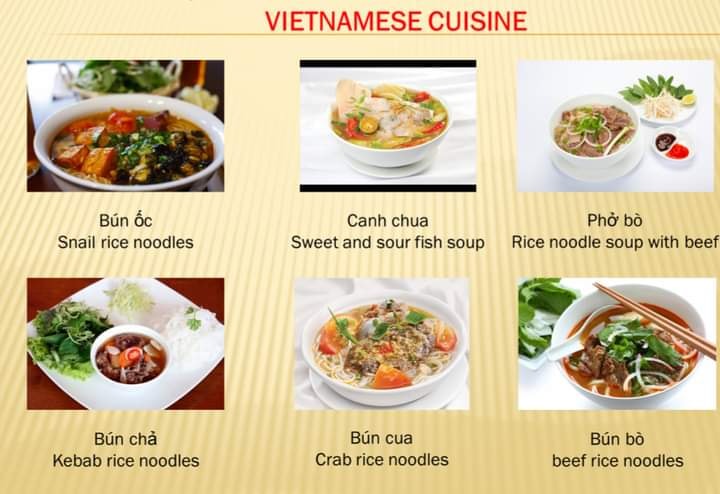 VIETNAMESE CUISINE
Bún ốc
Snail rice noodles
Canh chua
Sweet and sour fish soup
Phở bò
Rice noodle soup with beef
Bún chả
Kebab rice noodles
Bún cua
Crab rice noodles
Bún bò
beef rice noodles